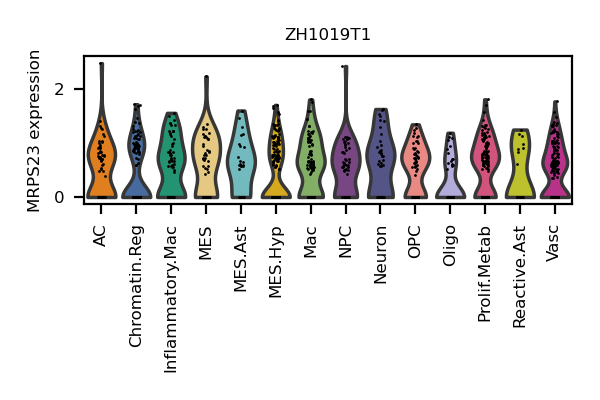 ZH1019T1
MRPS23 expression
2
0
AC
Chromatin.Reg
Inflammatory.Mac
MES
MES.Ast
MES.Hyp
Mac
NPC
Neuron
OPC
Oligo
Prolif.Metab
Reactive.Ast
Vasc